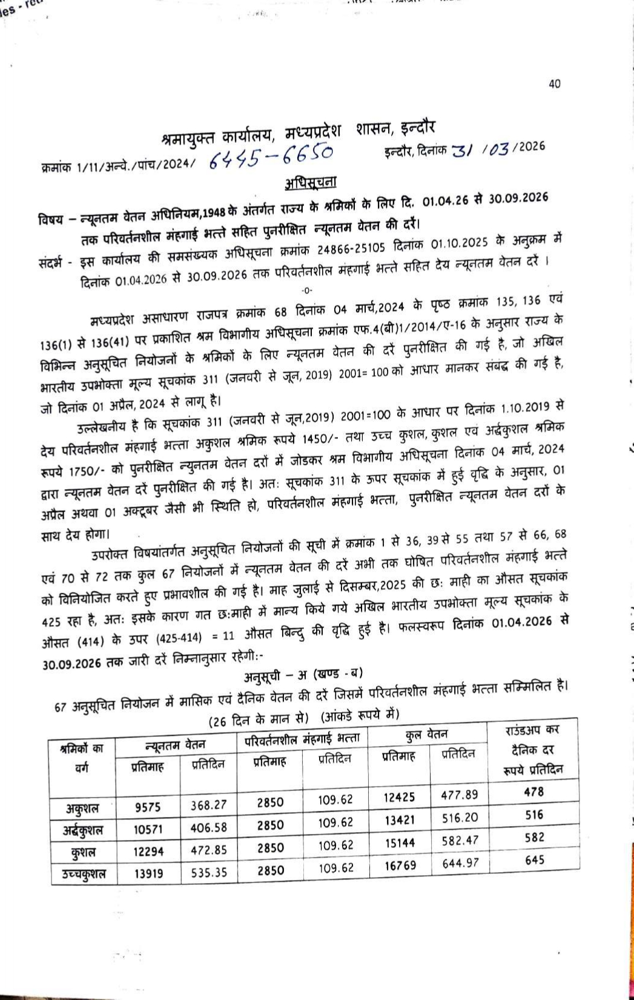 40
श्रमायुक्त कार्यालय, मध्यप्रदेश शासन, इन्दौर
क्रमांक 1/11/अन्वे./पांच/2024/ 6445-6650 इन्दौर, दिनांक 31/03/2026
अधिसूचना
विषय – न्यूनतम वेतन अधिनियम,1948 के अंतर्गत राज्य के श्रमिकों के लिए दि. 01.04.26 से 30.09.2026
तक परिवर्तनशील मंहगाई भत्ते सहित पुनरीक्षित न्यूनतम वेतन की दरें।
संदर्भ - इस कार्यालय की समसंख्यक अधिसूचना क्रमांक 24866-25105 दिनांक 01.10.2025 के अनुक्रम में
दिनांक 01.04.2026 से 30.09.2026 तक परिवर्तनशील मंहगाई भत्ते सहित देय न्यूनतम वेतन दरें ।
-0-
मध्यप्रदेश असाधारण राजपत्र क्रमांक 68 दिनांक 04 मार्च,2024 के पृष्ठ क्रमांक 135, 136 एवं
136(1) से 136(41) पर प्रकाशित श्रम विभागीय अधिसूचना क्रमांक एफ.4(बी)1/2014/ए-16 के अनुसार राज्य के
विभिन्न अनुसूचित नियोजनों के श्रमिकों के लिए न्यूनतम वेतन की दरें पुनरीक्षित की गई है, जो अखिल
भारतीय उपभोक्ता मूल्य सूचकांक 311 (जनवरी से जून, 2019) 2001= 100 को आधार मानकर संबंद्ध की गई है,
जो दिनांक 01 अप्रैल, 2024 से लागू है।
उल्लेखनीय है कि सूचकांक 311 (जनवरी से जून,2019) 2001=100 के आधार पर दिनांक 1.10.2019 से
देय परिवर्तनशील मंहगाई भत्ता अकुशल श्रमिक रूपये 1450/- तथा उच्च कुशल, कुशल एवं अर्द्धकुशल श्रमिक
रूपये 1750/- को पुनरीक्षित न्युनतम वेतन दरों में जोडकर श्रम विभागीय अधिसूचना दिनांक 04 मार्च, 2024
द्वारा न्यूनतम वेतन दरें पुनरीक्षित की गई है। अतः सूचकांक 311 के ऊपर सूचकांक में हुई वृद्धि के अनुसार, 01
अप्रैल अथवा 01 अक्टूबर जैसी भी स्थिति हो, परिवर्तनशील मंहगाई भत्ता, पुनरीक्षित न्यूनतम वेतन दरों के
साथ देय होगा।
उपरोक्त विषयांतर्गत अनुसूचित नियोजनों की सूची में क्रमांक 1 से 36, 39 से 55 तथा 57 से 66, 68
एवं 70 से 72 तक कुल 67 नियोजनों में न्यूनतम वेतन की दरें अभी तक घोषित परिवर्तनशील मंहगाई भत्ते
को विनियोजित करते हुए प्रभावशील की गई है। माह जुलाई से दिसम्बर,2025 की छः माही का औसत सूचकांक
425 रहा है, अतः इसके कारण गत छःमाही में मान्य किये गये अखिल भारतीय उपभोक्ता मूल्य सूचकांक के
औसत (414) के उपर (425-414) = 11 औसत बिन्दु की वृद्धि हुई है। फलस्वरूप दिनांक 01.04.2026 से
30.09.2026 तक जारी दरें निम्नानुसार रहेगी:-
अनुसूची – अ (खण्ड -ब)
67 अनुसूचित नियोजन में मासिक एवं दैनिक वेतन की दरें जिसमें परिवर्तनशील मंहगाई भत्ता सम्मिलित है।
(26 दिन के मान से) (आंकडे रूपये में)
श्रमिकों का वर्ग न्यूनतम वेतन परिवर्तनशील मंहगाई भत्ता कुल वेतन राउंडअप कर दैनिक दर रूपये प्रतिदिन
प्रतिमाह प्रतिदिन प्रतिमाह प्रतिदिन प्रतिमाह प्रतिदिन
अकुशल 9575 368.27 2850 109.62 12425 477.89 478
अर्द्धकुशल 10571 406.58 2850 109.62 13421 516.20 516
कुशल 12294 472.85 2850 109.62 15144 582.47 582
उच्चकुशल 13919 535.35 2850 109.62 16769 644.97 645